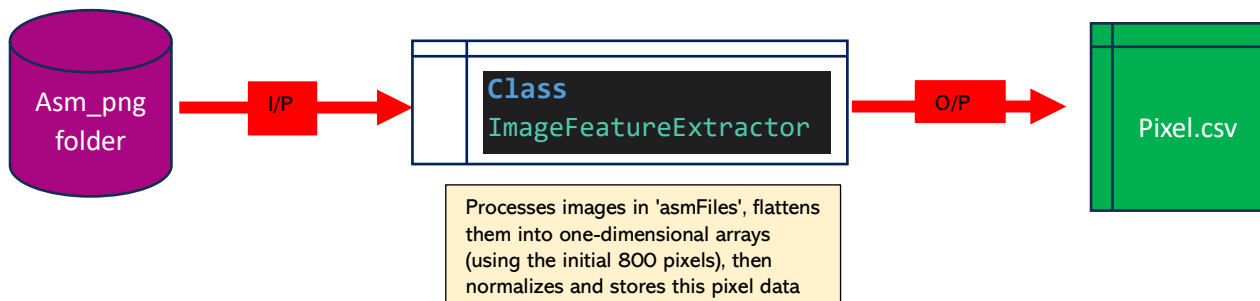 Asm_png
folder
I/P
Class
ImageFeatureExtractor
O/P
Pixel.csv
Processes images in 'asmFiles', flattens
them into one-dimensional arrays
(using the initial 800 pixels), then
normalizes and stores this pixel data